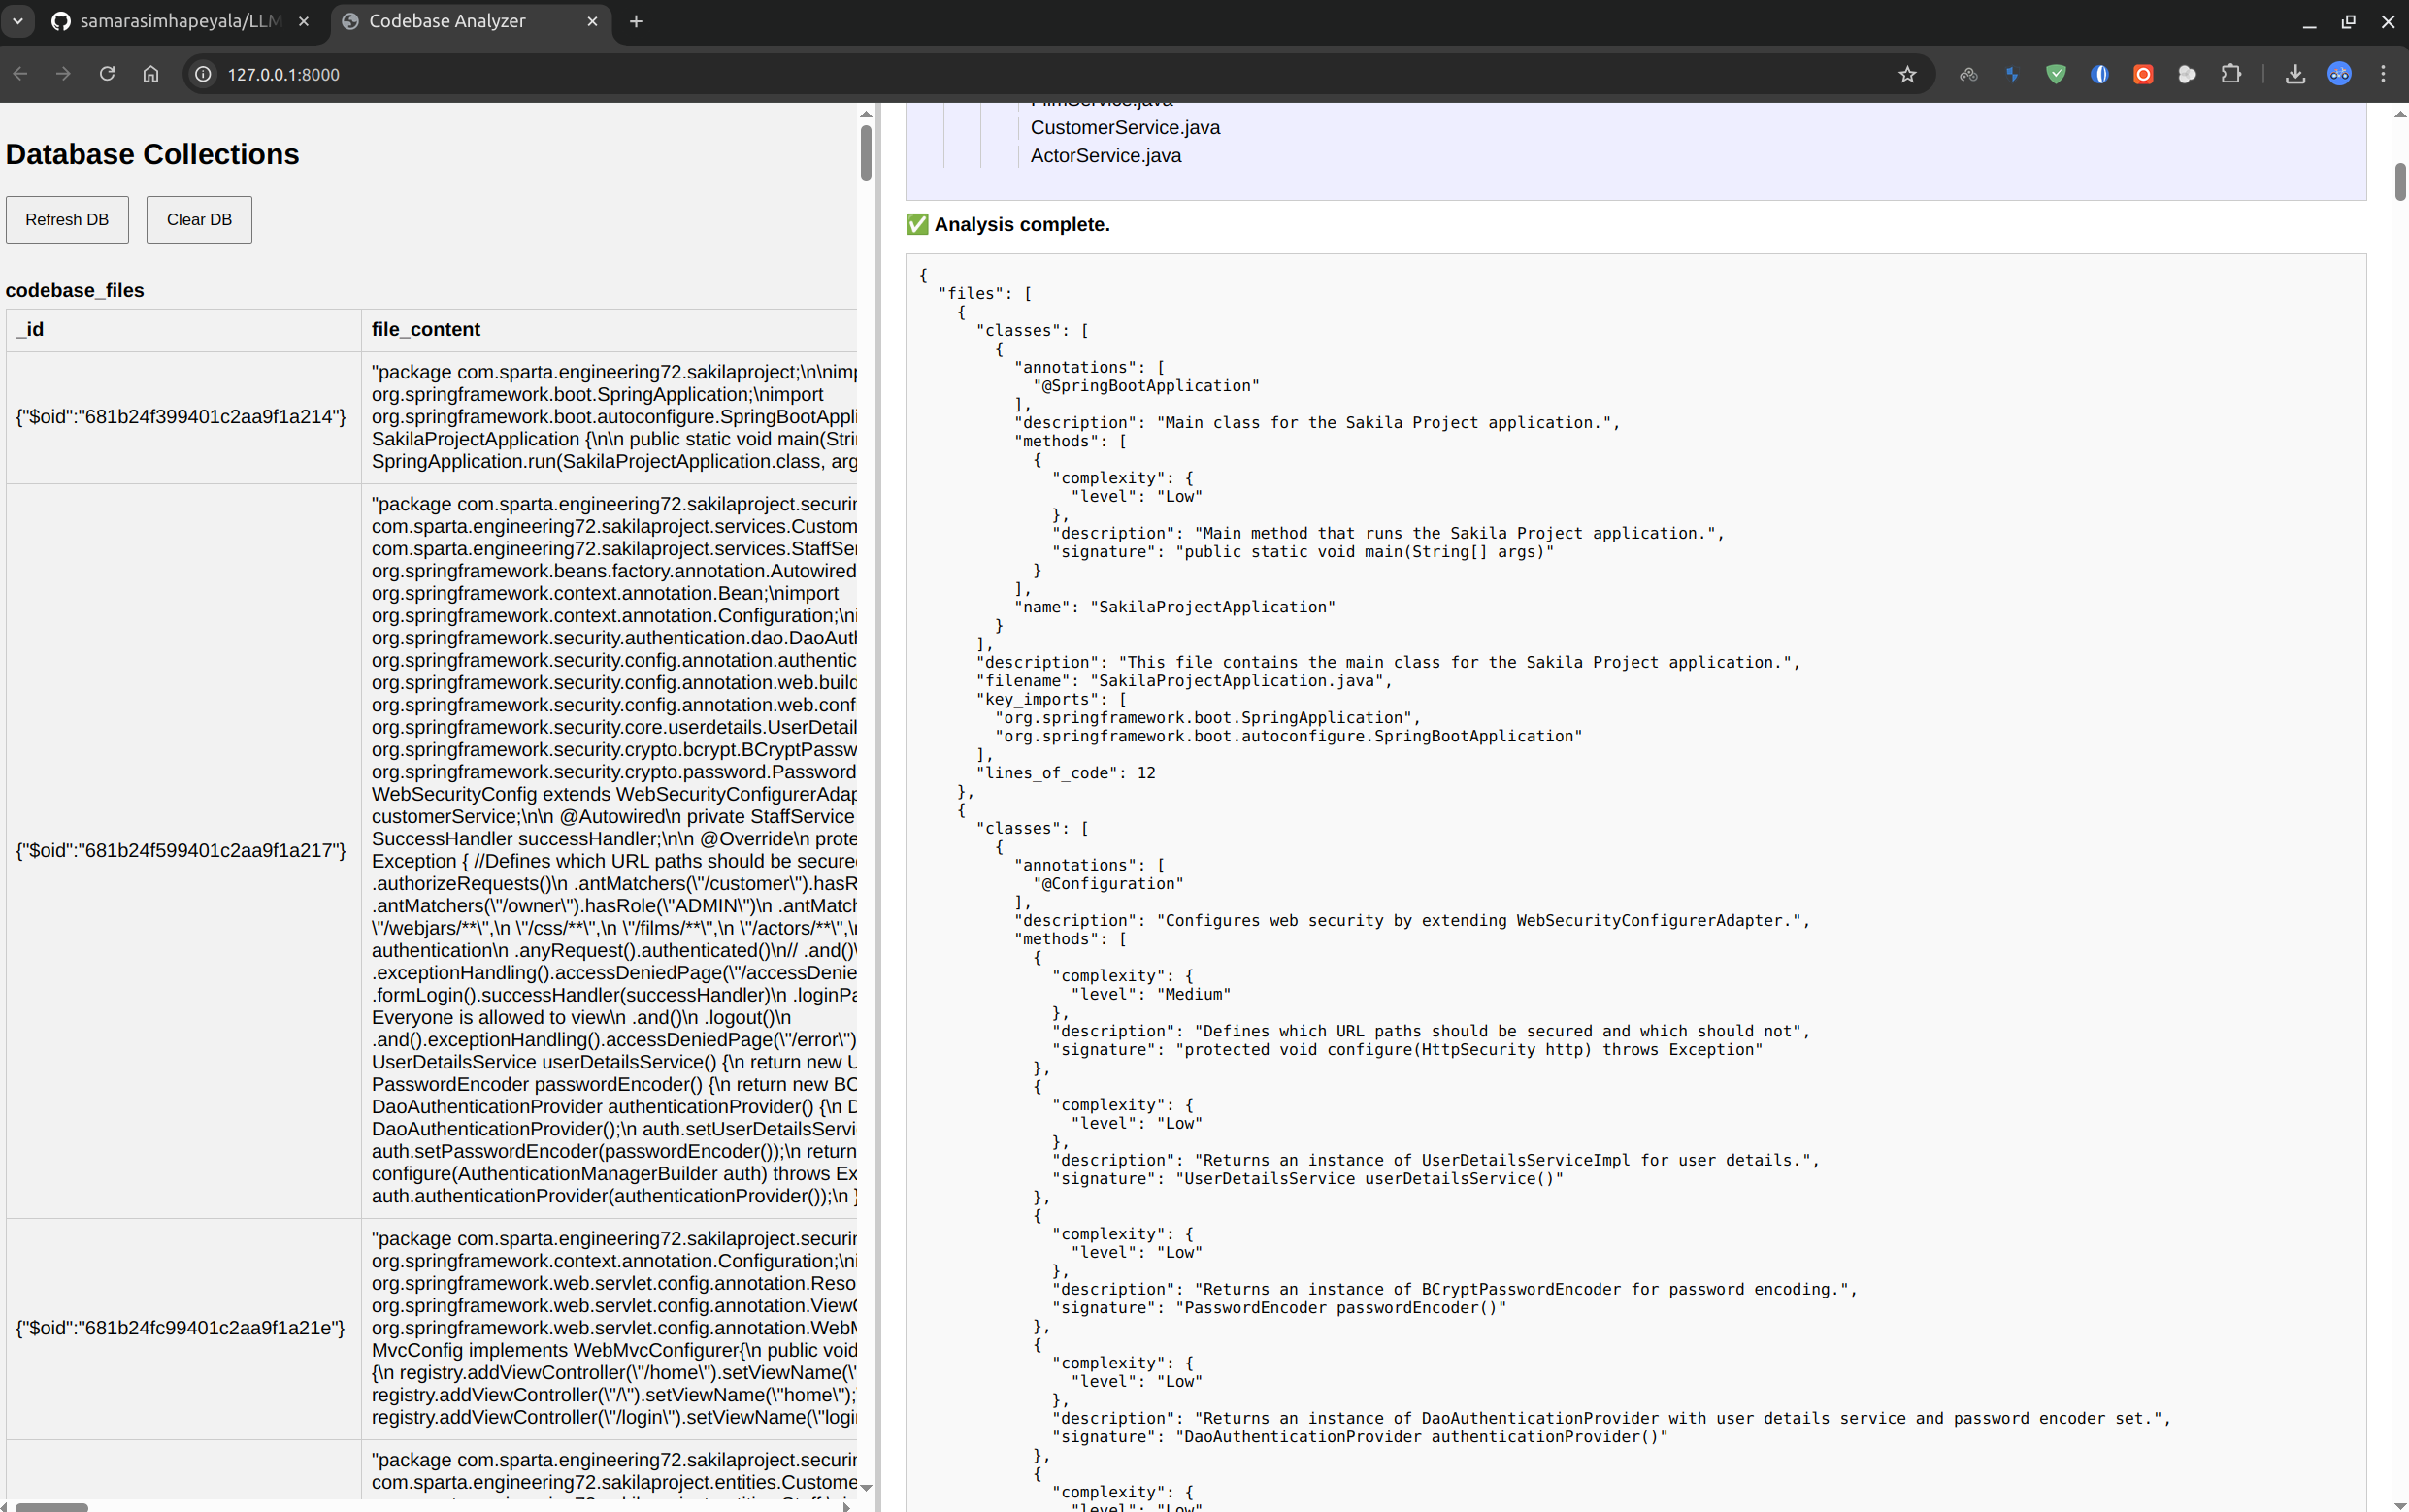 samarasimhapeyala/LLM
Codebase Analyzer
127.0.0.1:8000
Database Collections
Refresh DB
Clear DB
codebase_files
_id
file_content
{"$oid":"681b24f399401c2aa9f1a214"}
"package com.sparta.engineering72.sakilaproject;\n\nimp
org.springframework.boot.SpringApplication;\nimport
org.springframework.boot.autoconfigure.SpringBootAppli
SakilaProjectApplication {\n\n public static void main(Stri
SpringApplication.run(SakilaProjectApplication.class, arg
{"$oid":"681b24f599401c2aa9f1a217"}
"package com.sparta.engineering72.sakilaproject.securin
com.sparta.engineering72.sakilaproject.services.Custom
com.sparta.engineering72.sakilaproject.services.StaffSer
org.springframework.beans.factory.annotation.Autowired
org.springframework.context.annotation.Bean;\nimport
org.springframework.context.annotation.Configuration;\ni
org.springframework.security.authentication.dao.DaoAuth
org.springframework.security.config.annotation.authentic
org.springframework.security.config.annotation.web.build
org.springframework.security.config.annotation.web.conf
org.springframework.security.core.userdetails.UserDetail
org.springframework.security.crypto.bcrypt.BCryptPassw
org.springframework.security.crypto.password.Password
WebSecurityConfig extends WebSecurityConfigurerAdap
customerService;\n\n @Autowired\n private StaffService
SuccessHandler successHandler;\n\n @Override\n prote
Exception { //Defines which URL paths should be secure
.authorizeRequests()\n .antMatchers(\"/customer\").hasR
.antMatchers(\"/owner\").hasRole(\"ADMIN\")\n .antMatch
\"/webjars/**\",\n \"/css/**\",\n \"/films/**\",\n \"/actors/**\",\n
authentication\n .anyRequest().authenticated()\n// .and()\
.exceptionHandling().accessDeniedPage(\"/accessDenie
.formLogin().successHandler(successHandler)\n .loginPa
Everyone is allowed to view\n .and()\n .logout()\n
.and().exceptionHandling().accessDeniedPage(\"/error\")
UserDetailsService userDetailsService() {\n return new U
PasswordEncoder passwordEncoder() {\n return new BC
DaoAuthenticationProvider authenticationProvider() {\n D
DaoAuthenticationProvider();\n auth.setUserDetailsServi
auth.setPasswordEncoder(passwordEncoder());\n return
configure(AuthenticationManagerBuilder auth) throws Ex
auth.authenticationProvider(authenticationProvider());\n }
{"$oid":"681b24fc99401c2aa9f1a21e"}
"package com.sparta.engineering72.sakilaproject.securin
org.springframework.context.annotation.Configuration;\ni
org.springframework.web.servlet.config.annotation.Reso
org.springframework.web.servlet.config.annotation.ViewC
org.springframework.web.servlet.config.annotation.WebM
MvcConfig implements WebMvcConfigurer{\n public void
{\n registry.addViewController(\"/home\").setViewName(\"
registry.addViewController(\"/\").setViewName(\"home\");
registry.addViewController(\"/login\").setViewName(\"login
"package com.sparta.engineering72.sakilaproject.securin
com.sparta.engineering72.sakilaproject.entities.Custome
FilmService.java
CustomerService.java
ActorService.java
✅ Analysis complete.
{
"files": [
{
"classes": [
{
"annotations": [
"@SpringBootApplication"
],
"description": "Main class for the Sakila Project application.",
"methods": [
{
"complexity": {
"level": "Low"
},
"description": "Main method that runs the Sakila Project application.",
"signature": "public static void main(String[] args)"
}
],
"name": "SakilaProjectApplication"
}
],
"description": "This file contains the main class for the Sakila Project application.",
"filename": "SakilaProjectApplication.java",
"key_imports": [
"org.springframework.boot.SpringApplication",
"org.springframework.boot.autoconfigure.SpringBootApplication"
],
"lines_of_code": 12
},
{
"classes": [
{
"annotations": [
"@Configuration"
],
"description": "Configures web security by extending WebSecurityConfigurerAdapter.",
"methods": [
{
"complexity": {
"level": "Medium"
},
"description": "Defines which URL paths should be secured and which should not",
"signature": "protected void configure(HttpSecurity http) throws Exception"
},
{
"complexity": {
"level": "Low"
},
"description": "Returns an instance of UserDetailsServiceImpl for user details.",
"signature": "UserDetailsService userDetailsService()"
},
{
"complexity": {
"level": "Low"
},
"description": "Returns an instance of BCryptPasswordEncoder for password encoding.",
"signature": "PasswordEncoder passwordEncoder()"
},
{
"complexity": {
"level": "Low"
},
"description": "Returns an instance of DaoAuthenticationProvider with user details service and password encoder set.",
"signature": "DaoAuthenticationProvider authenticationProvider()"
},
{
"complexity": {
"level": "Low"